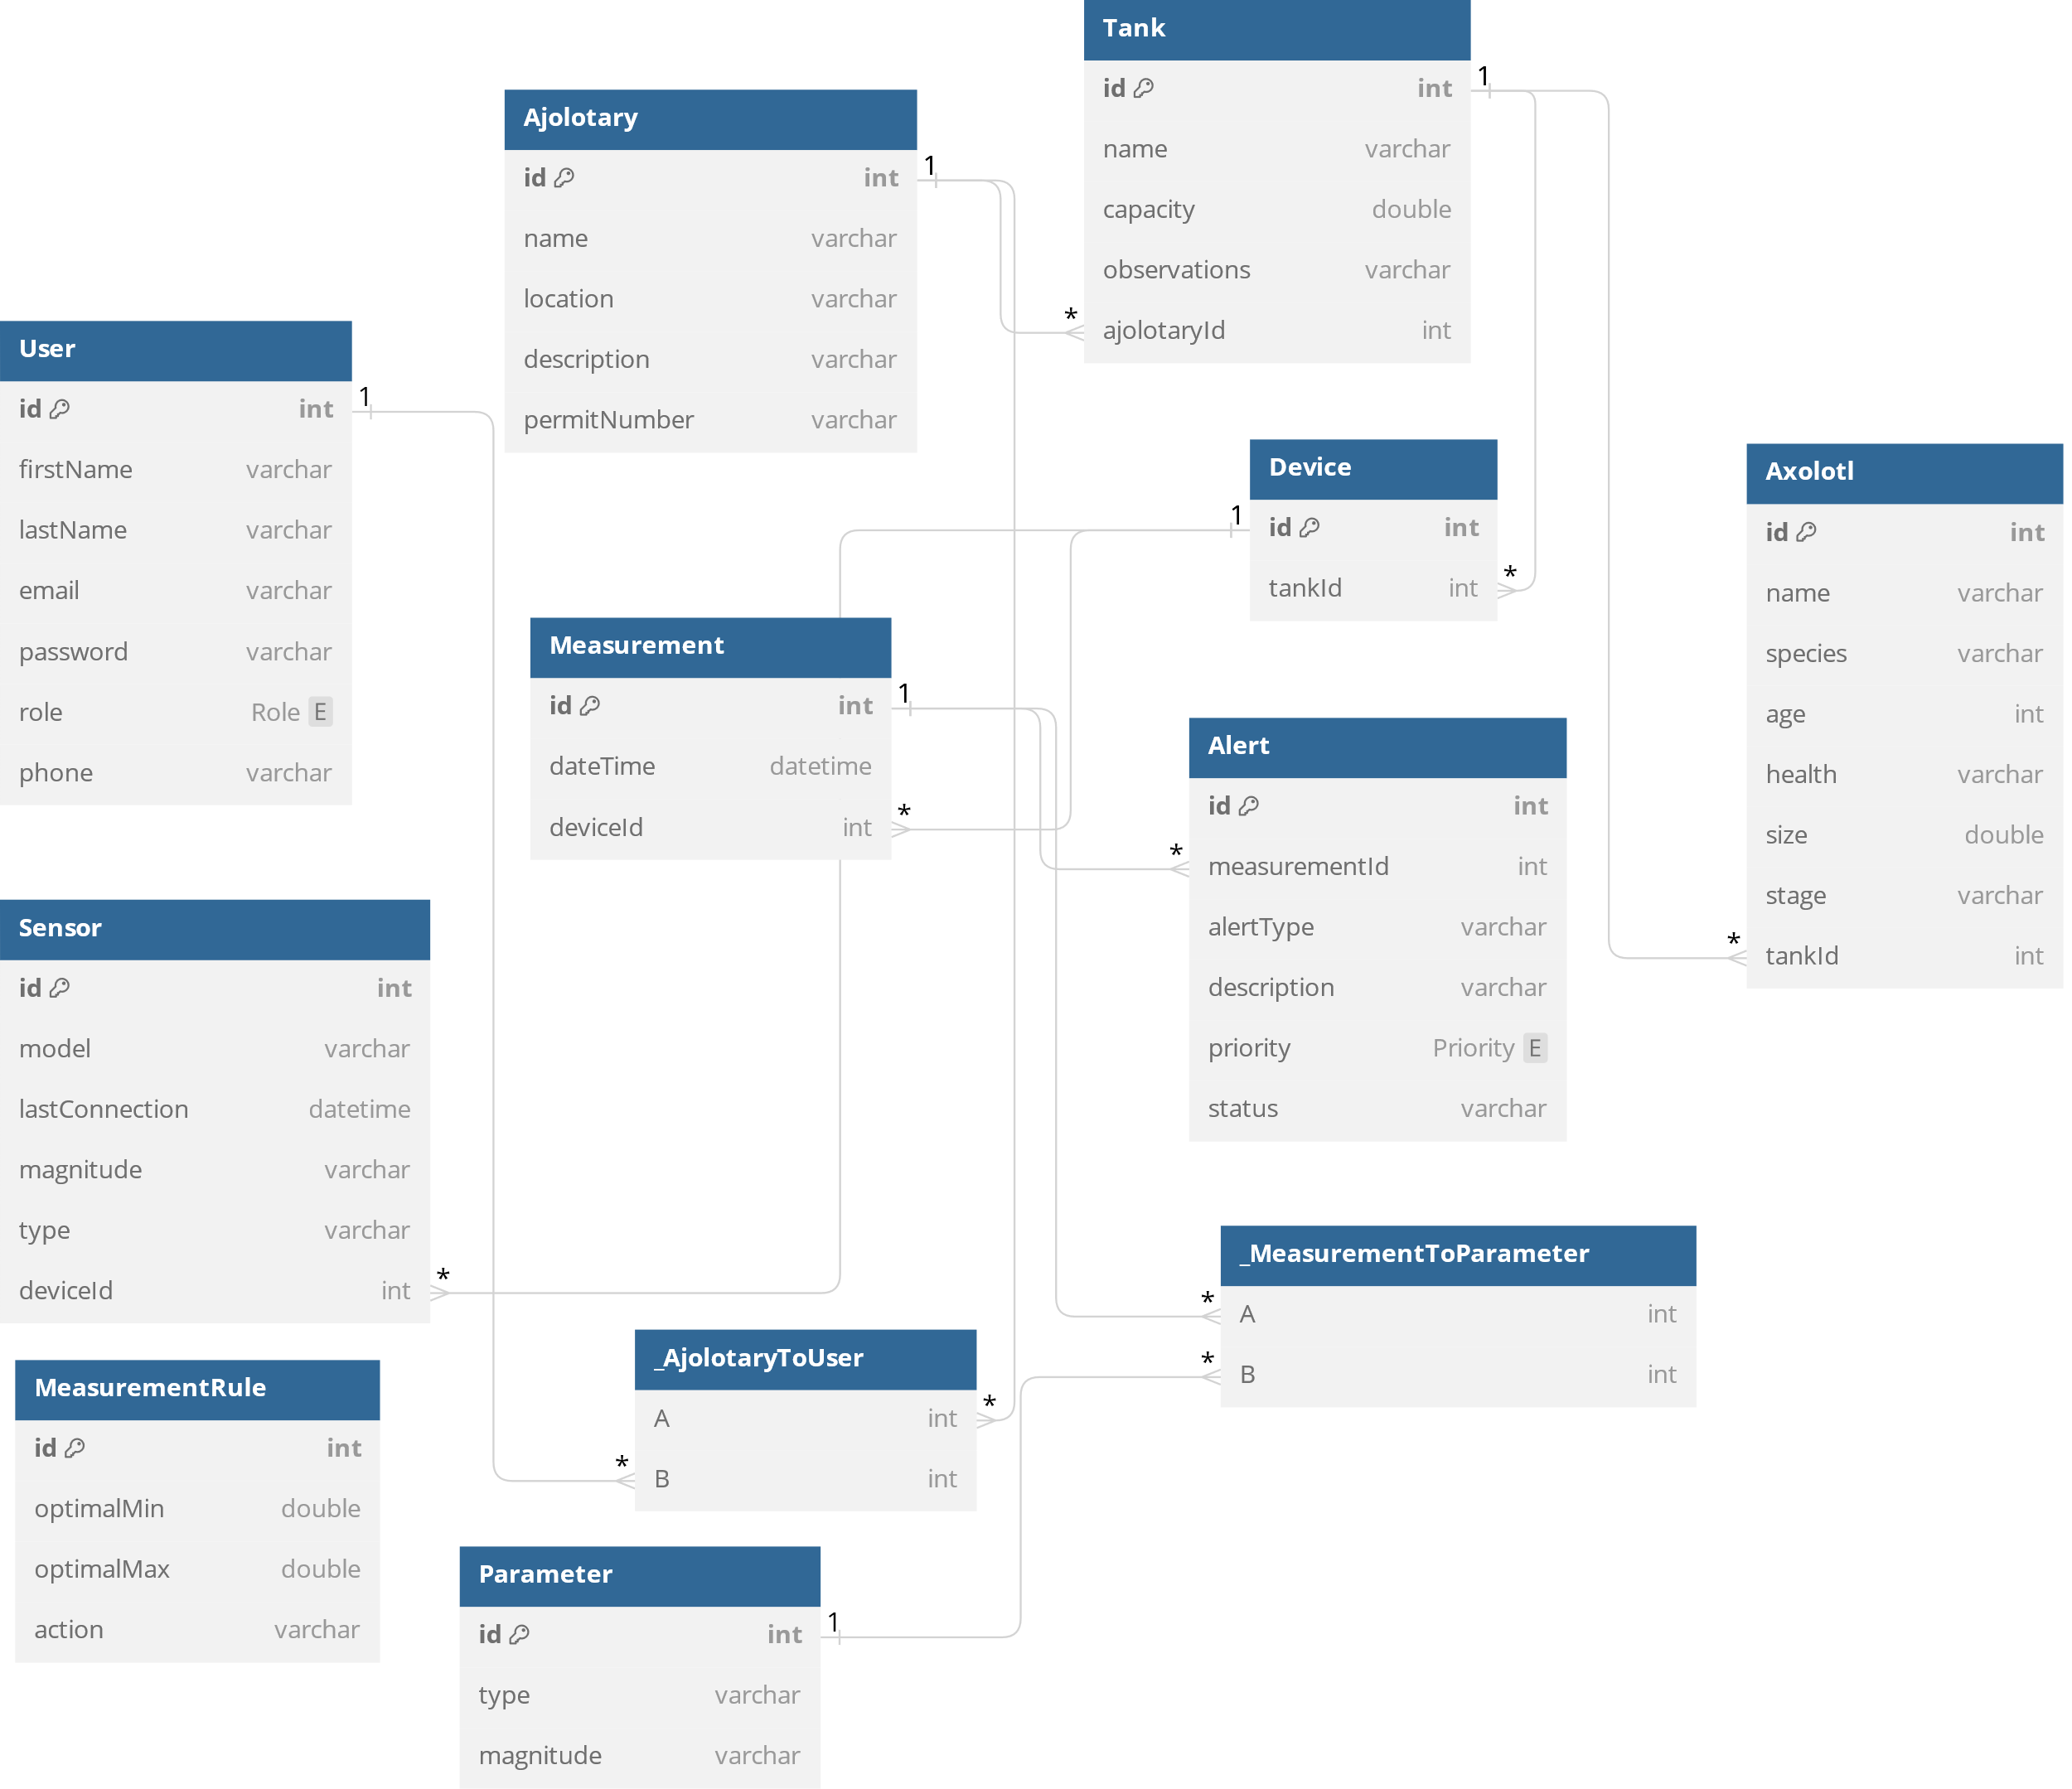 Tank
id int
name varchar
capacity double
observations varchar
ajolotaryId int
1
*
Ajolotary
id int
name varchar
location varchar
description varchar
permitNumber varchar
1
User
id int
firstName varchar
lastName varchar
email varchar
password varchar
role Role E
phone varchar
1
Device
id int
tankId int
1
*
Axolotl
id int
name varchar
species varchar
age int
health varchar
size double
stage varchar
tankId int
*
Measurement
id int
dateTime datetime
deviceId int
1
*
Alert
id int
measurementId int
alertType varchar
description varchar
priority Priority E
status varchar
*
Sensor
id int
model varchar
lastConnection datetime
magnitude varchar
type varchar
deviceId int
*
_MeasurementToParameter
A int
B int
*
*
_AjolotaryToUser
A int
B int
*
*
MeasurementRule
id int
optimalMin double
optimalMax double
action varchar
Parameter
id int
type varchar
magnitude varchar
1